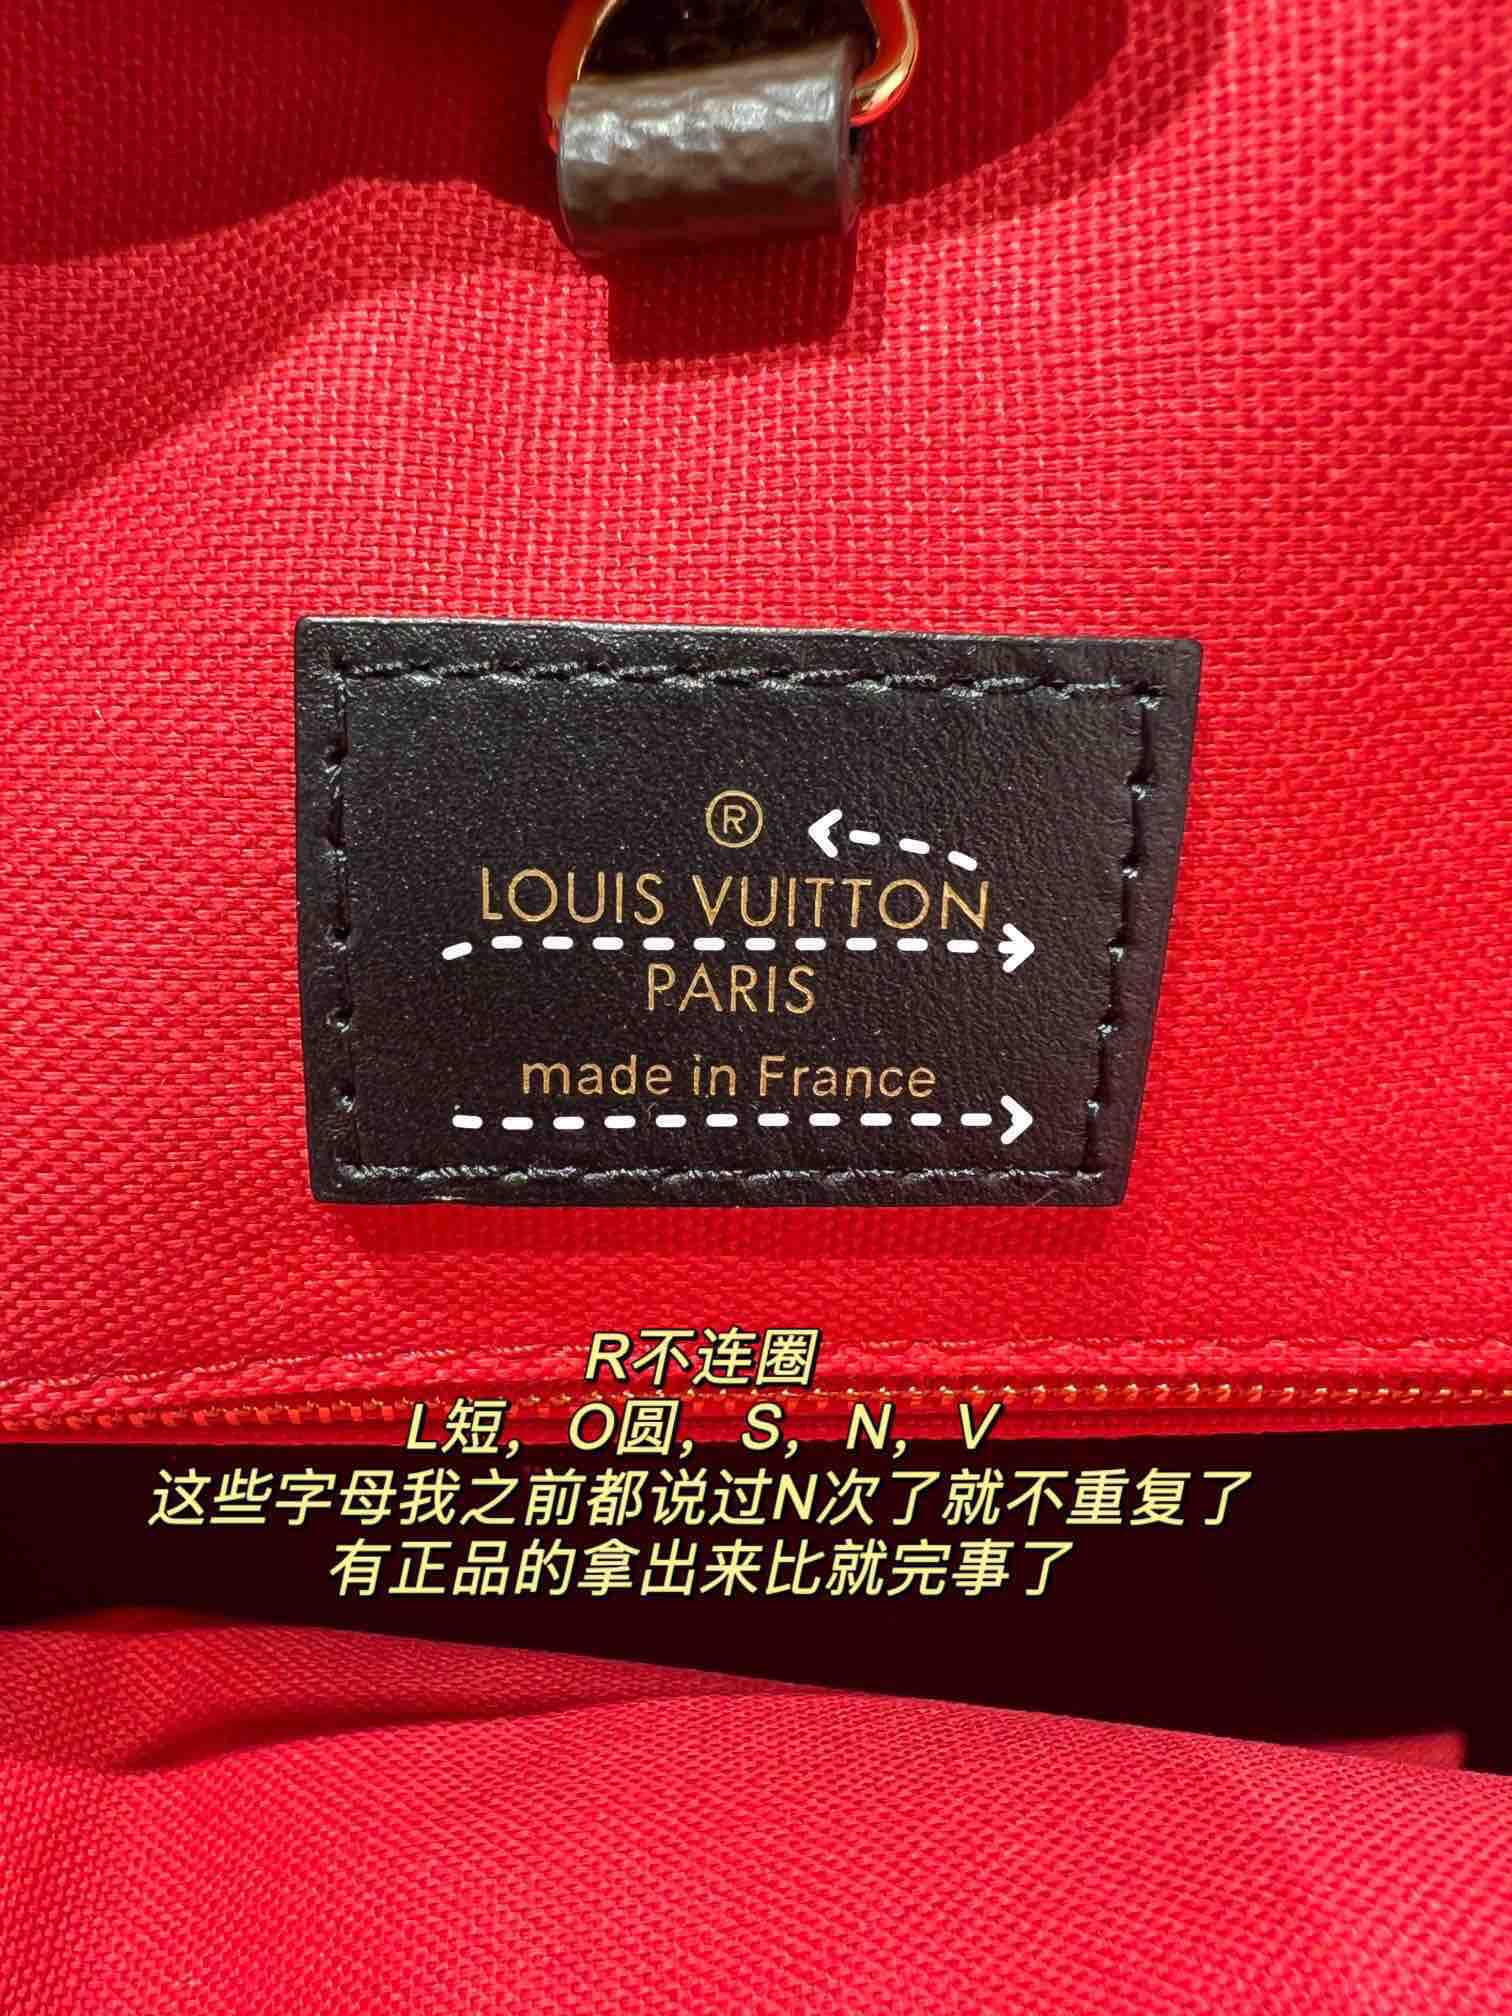 ®
LOUIS VUITTON
PARIS
made in France
R不连圈
L短，O圆，S，N，V
这些字母我之前都说过N次了就不重复了
有正品的拿出来比就完事了